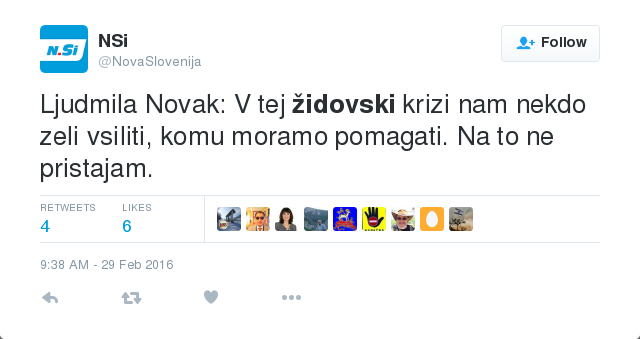 N.Si
NSi
@NovaSlovenija
Follow
Ljudmila Novak: V tej židovski krizi nam nekdo
zeli vsiliti, komu moramo pomagati. Na to ne
pristajam.
RETWEETS LIKES
4 6
9:38 AM - 29 Feb 2016